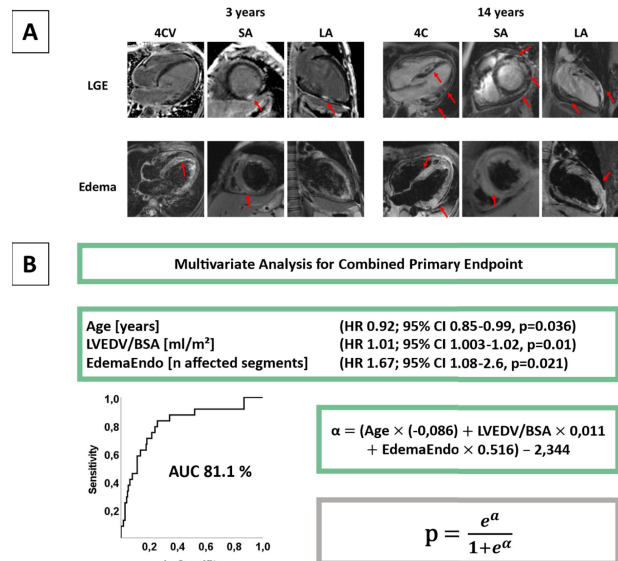 A
3 years
14 years
4CV
SA
LA
4C
SA
LA
LGE
Edema
B
Multivariate Analysis for Combined Primary Endpoint
Age [years] (HR 0.92; 95% CI 0.85-0.99, p=0.036)
LVEDV/BSA [ml/m²] (HR 1.01; 95% CI 1.003-1.02, p=0.01)
EdemaEndo [n affected segments] (HR 1.67; 95% CI 1.08-2.6, p=0.021)
1,0
0,8
0,6
0,4
0,2
Sensitivity
AUC 81.1 %
0,2 0,4 0,6 0,8 1,0
α = (Age × (-0,086) + LVEDV/BSA × 0,011
+ EdemaEndo × 0.516) – 2,344
p = e^α / 1+e^α